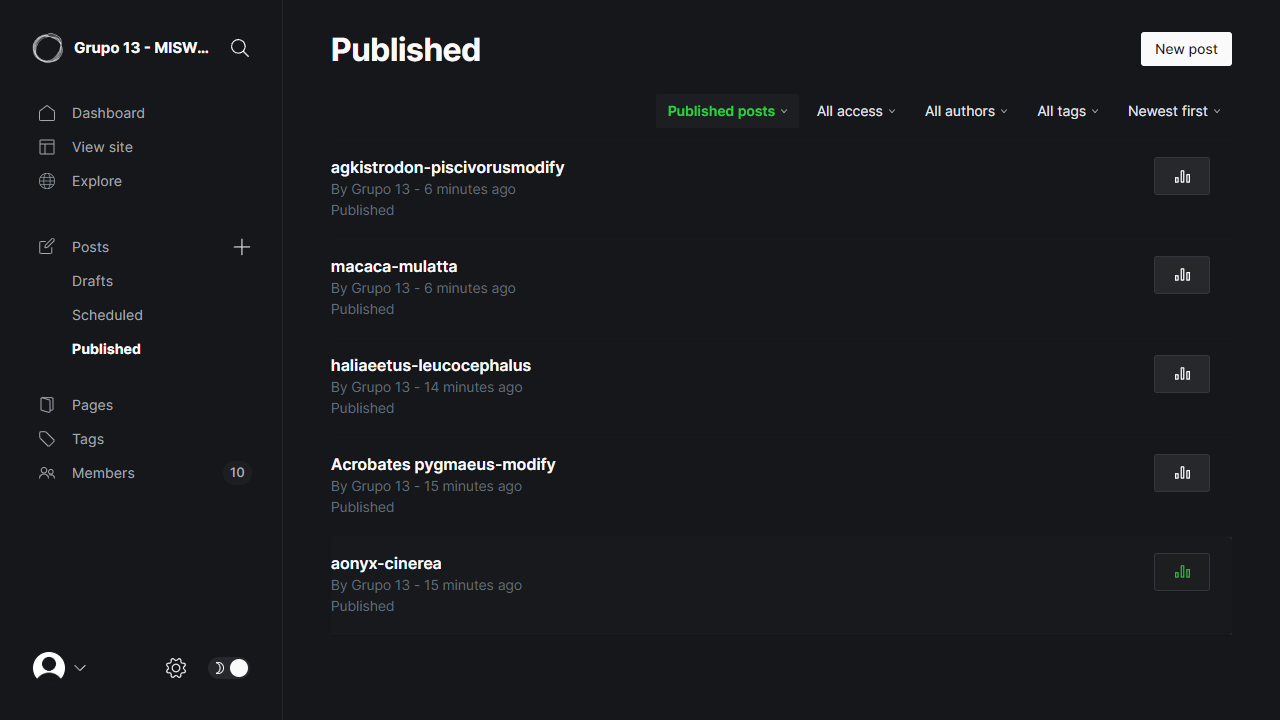 Grupo 13 - MISW...
Dashboard
View site
Explore
Posts
Drafts
Scheduled
Published
Pages
Tags
Members 10
Published
New post
Published posts All access All authors All tags Newest first
agkistrodon-piscivorusmodify
By Grupo 13 - 6 minutes ago
Published
macaca-mulatta
By Grupo 13 - 6 minutes ago
Published
haliaeetus-leucocephalus
By Grupo 13 - 14 minutes ago
Published
Acrobates pygmaeus-modify
By Grupo 13 - 15 minutes ago
Published
aonyx-cinerea
By Grupo 13 - 15 minutes ago
Published